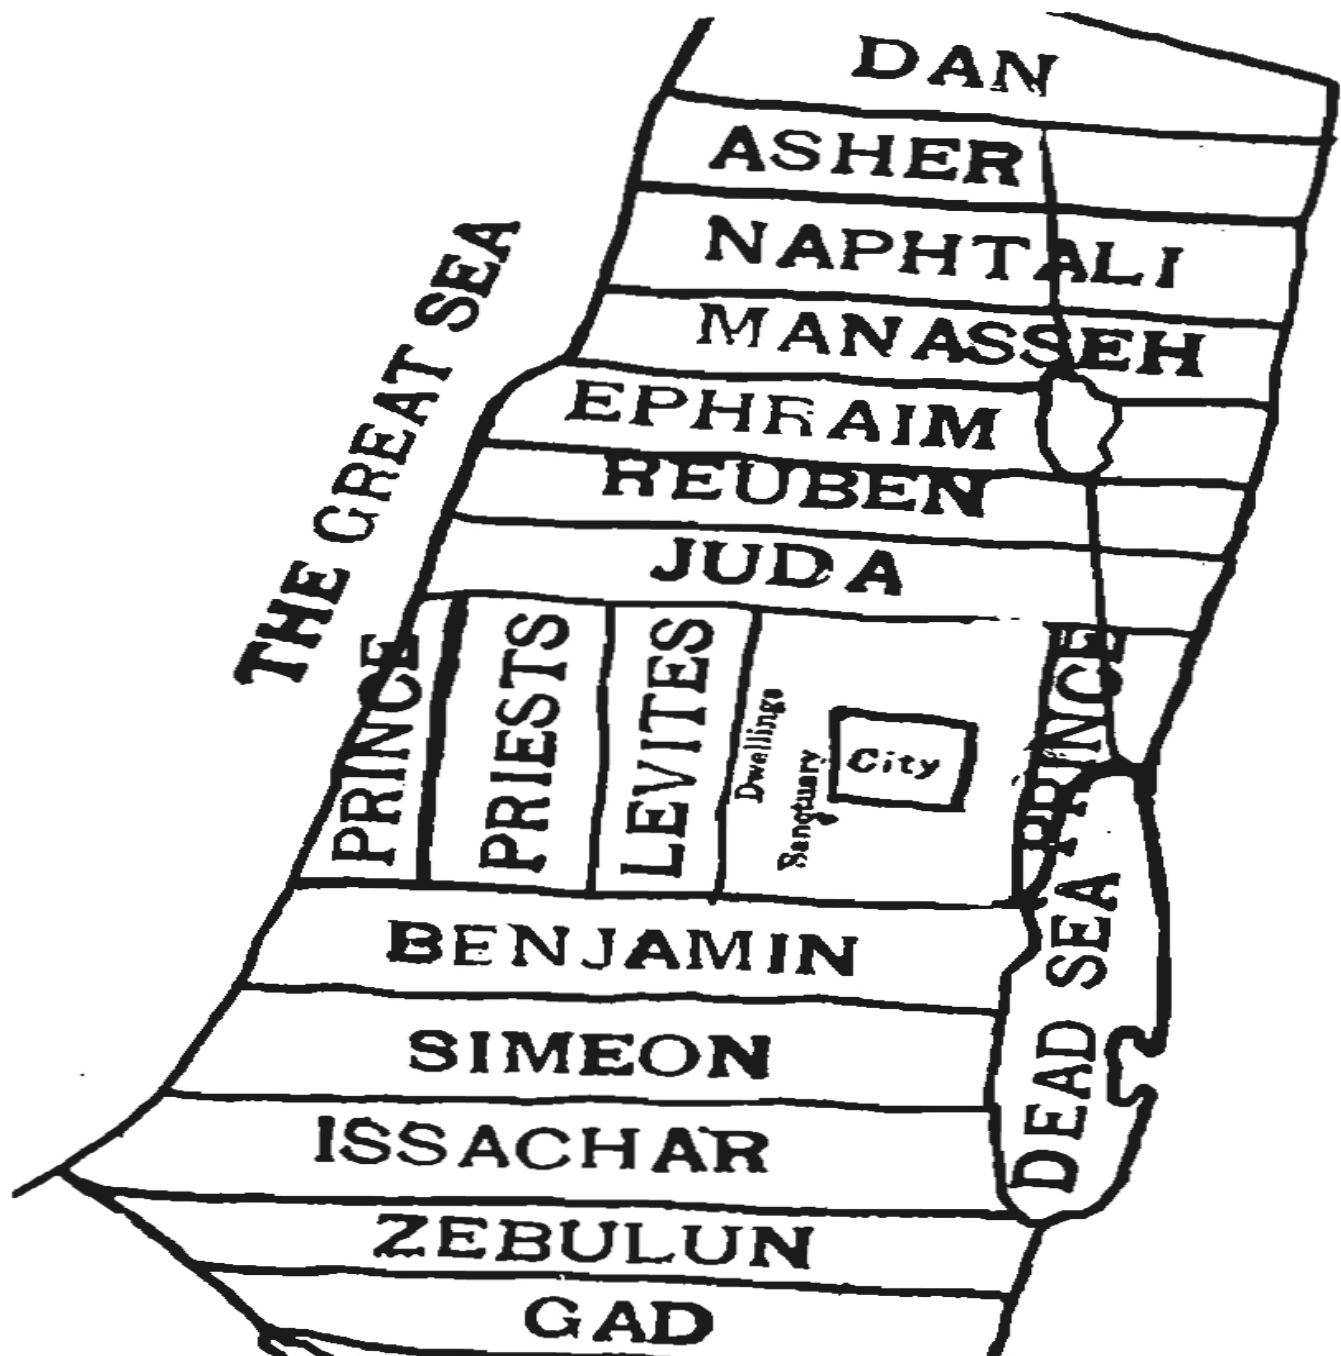 DAN
ASHER
NAPHTALI
MANASSEH
EPHRAIM
REUBEN
JUDA
THE GREAT SEA
PRINCE
PRIESTS
LEVITES
Dwellings
Sanctuary
City
PRINCE
DEAD SEA
BENJAMIN
SIMEON
ISSACHAR
ZEBULUN
GAD